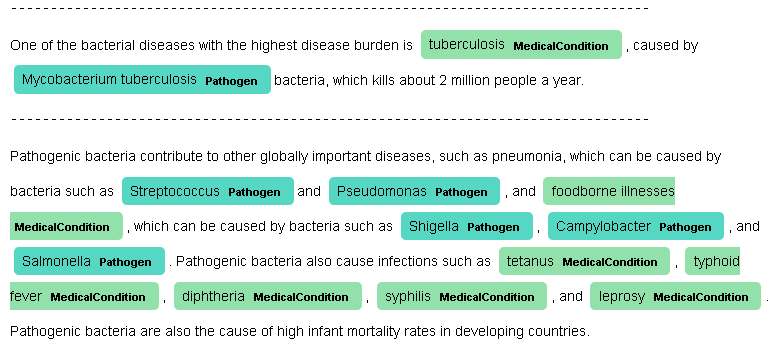 --------------------------------------------------------------------------------
One of the bacterial diseases with the highest disease burden is tuberculosis MedicalCondition , caused by
Mycobacterium tuberculosis Pathogen bacteria, which kills about 2 million people a year.
--------------------------------------------------------------------------------
Pathogenic bacteria contribute to other globally important diseases, such as pneumonia, which can be caused by
bacteria such as Streptococcus Pathogen and Pseudomonas Pathogen , and foodborne illnesses
MedicalCondition , which can be caused by bacteria such as Shigella Pathogen , Campylobacter Pathogen , and
Salmonella Pathogen . Pathogenic bacteria also cause infections such as tetanus MedicalCondition , typhoid
fever MedicalCondition , diphtheria MedicalCondition , syphilis MedicalCondition , and leprosy MedicalCondition .
Pathogenic bacteria are also the cause of high infant mortality rates in developing countries.